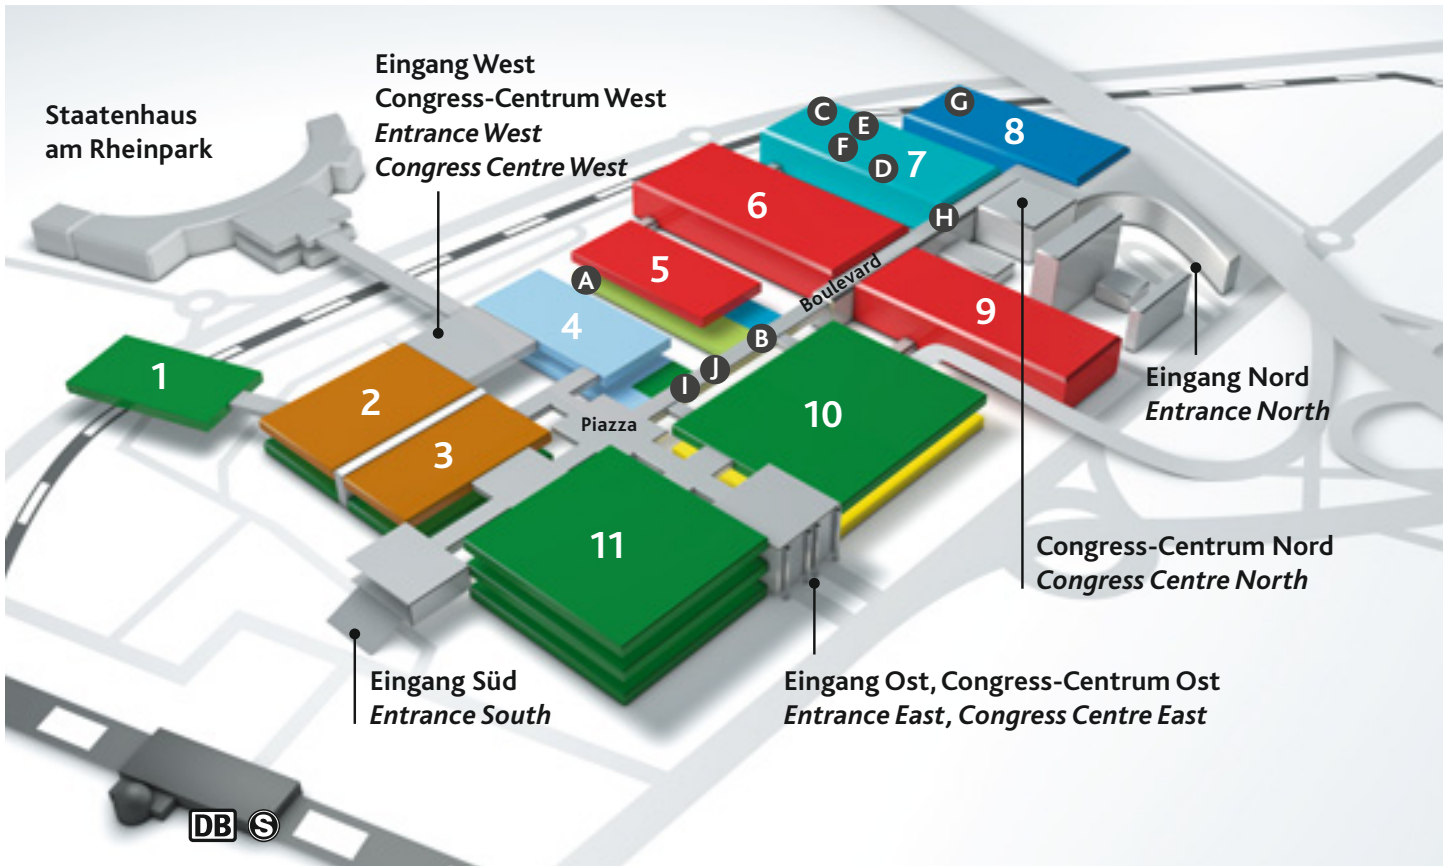 Staatenhaus
am Rheinpark
Eingang West
Congress-Centrum West
Entrance West
Congress Centre West
C
E
F
D
G
8
7
6
H
5
A
Boulevard
9
4
B
J
I
1
2
3
Piazza
10
11
Eingang Nord
Entrance North
Congress-Centrum Nord
Congress Centre North
Eingang Süd
Entrance South
Eingang Ost, Congress-Centrum Ost
Entrance East, Congress Centre East
DB S